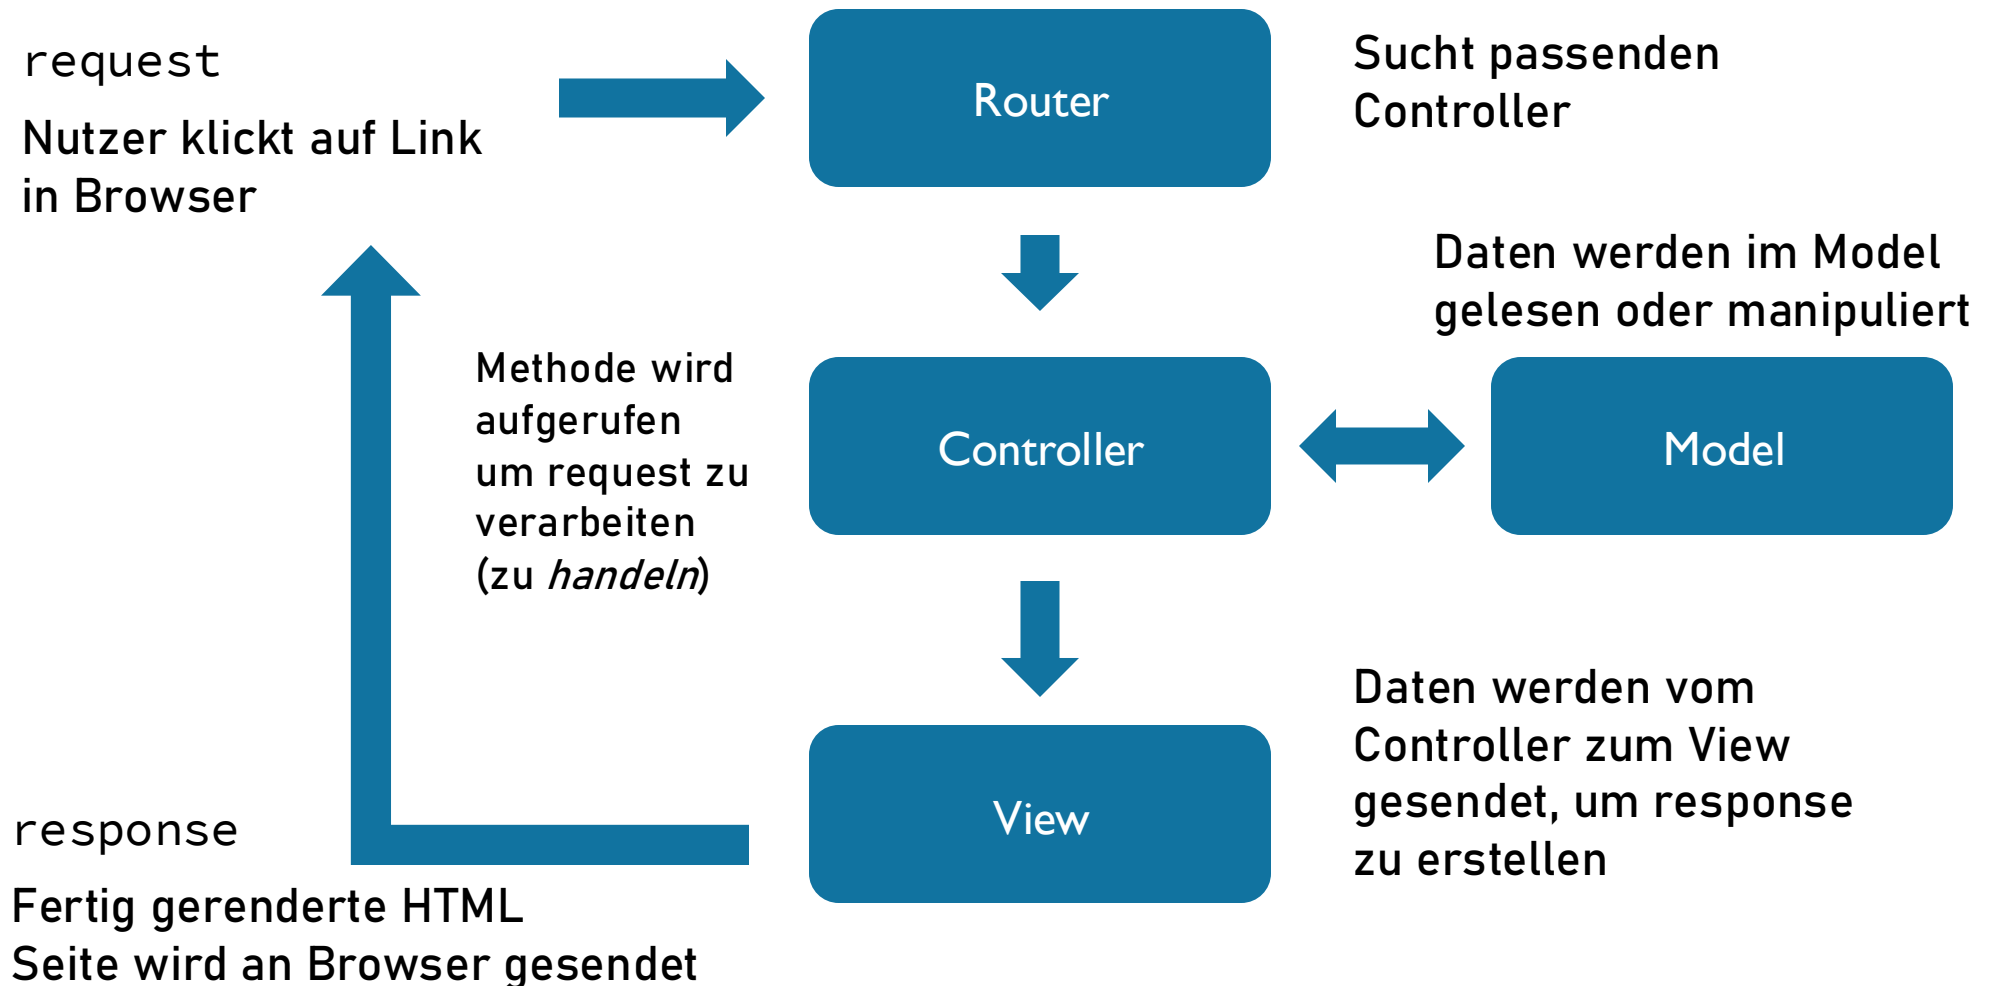 request
Nutzer klickt auf Link
in Browser
Router
Sucht passenden
Controller
Daten werden im Model
gelesen oder manipuliert
Methode wird
aufgerufen
um request zu
verarbeiten
(zu handeln)
Controller
Model
View
Daten werden vom
Controller zum View
gesendet, um response
zu erstellen
response
Fertig gerenderte HTML
Seite wird an Browser gesendet